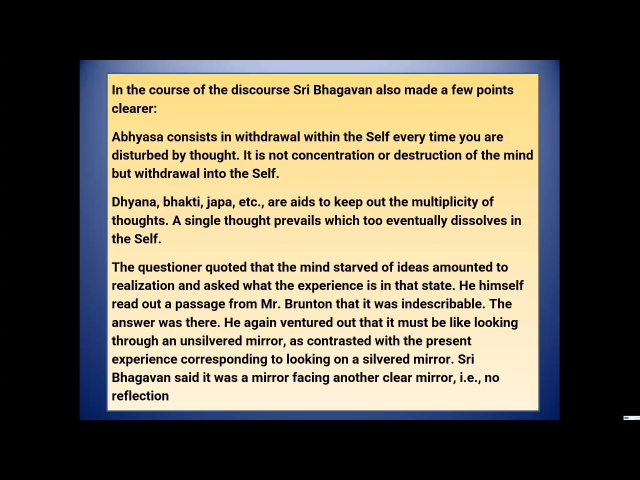 In the course of the discourse Sri Bhagavan also made a few points
clearer:
Abhyasa consists in withdrawal within the Self every time you are
disturbed by thought. It is not concentration or destruction of the mind
but withdrawal into the Self.
Dhyana, bhakti, japa, etc., are aids to keep out the multiplicity of
thoughts. A single thought prevails which too eventually dissolves in
the Self.
The questioner quoted that the mind starved of ideas amounted to
realization and asked what the experience is in that state. He himself
read out a passage from Mr. Brunton that it was indescribable. The
answer was there. He again ventured out that it must be like looking
through an unsilvered mirror, as contrasted with the present
experience corresponding to looking on a silvered mirror. Sri
Bhagavan said it was a mirror facing another clear mirror, i.e., no
reflection